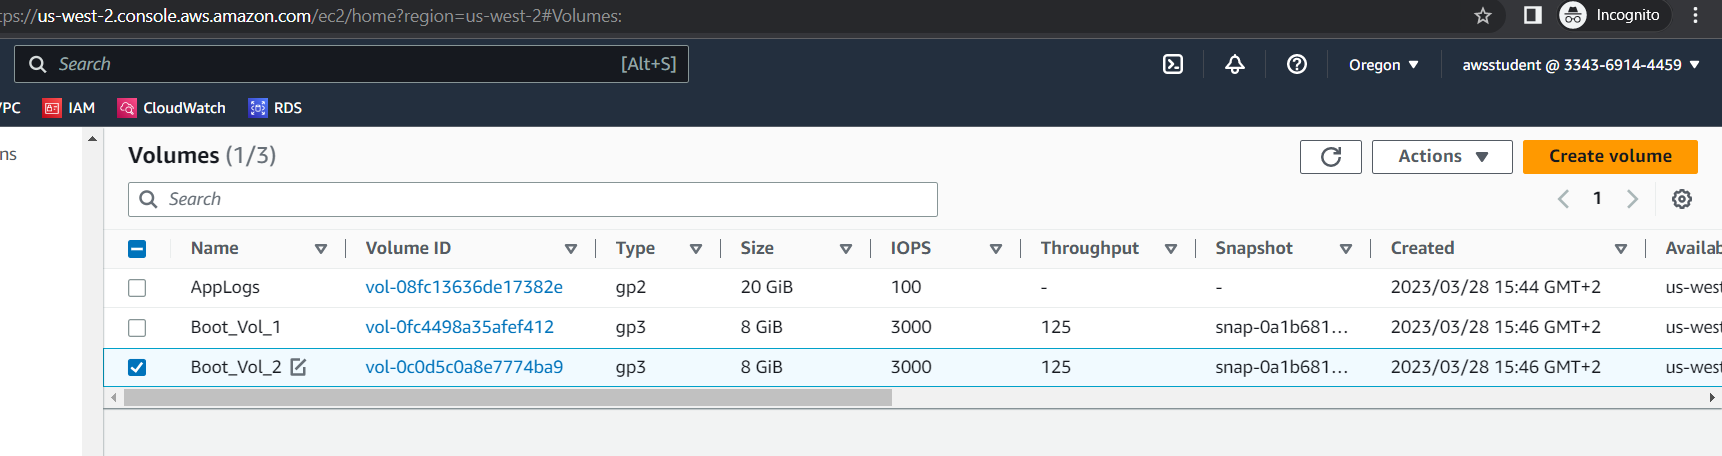 tps://us-west-2.console.aws.amazon.com/ec2/home?region=us-west-2#Volumes:
Incognito
Search [Alt+S]
Oregon
awsstudent @ 3343-6914-4459
VPC IAM CloudWatch RDS
ns
Volumes (1/3)
Actions
Create volume
Search
1
Name Volume ID Type Size IOPS Throughput Snapshot Created Availab
AppLogs vol-08fc13636de17382e gp2 20 GiB 100 - - 2023/03/28 15:44 GMT+2 us-west
Boot_Vol_1 vol-0fc4498a35afef412 gp3 8 GiB 3000 125 snap-0a1b681... 2023/03/28 15:46 GMT+2 us-west
Boot_Vol_2 vol-0c0d5c0a8e7774ba9 gp3 8 GiB 3000 125 snap-0a1b681... 2023/03/28 15:46 GMT+2 us-west